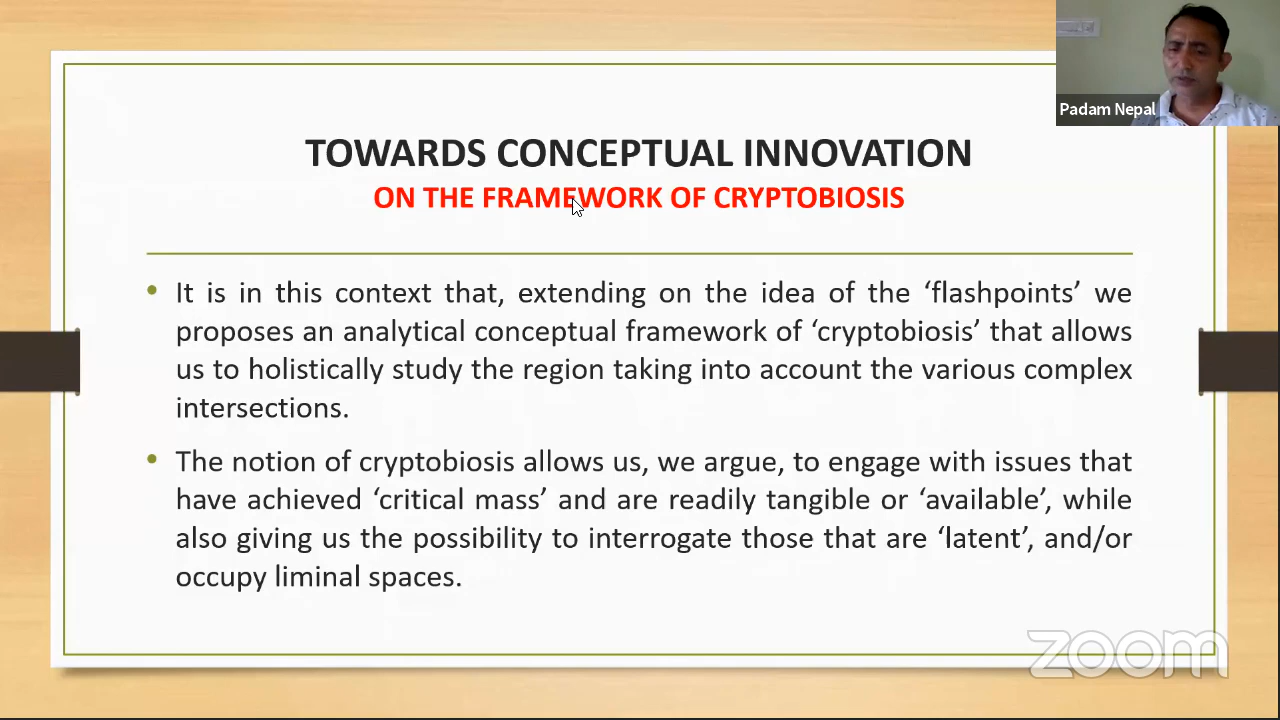 Padam Nepal
TOWARDS CONCEPTUAL INNOVATION
ON THE FRAMEWORK OF CRYPTOBIOSIS
• It is in this context that, extending on the idea of the ‘flashpoints’ we
proposes an analytical conceptual framework of ‘cryptobiosis’ that allows
us to holistically study the region taking into account the various complex
intersections.
• The notion of cryptobiosis allows us, we argue, to engage with issues that
have achieved ‘critical mass’ and are readily tangible or ‘available’, while
also giving us the possibility to interrogate those that are ‘latent’, and/or
occupy liminal spaces.
zoom